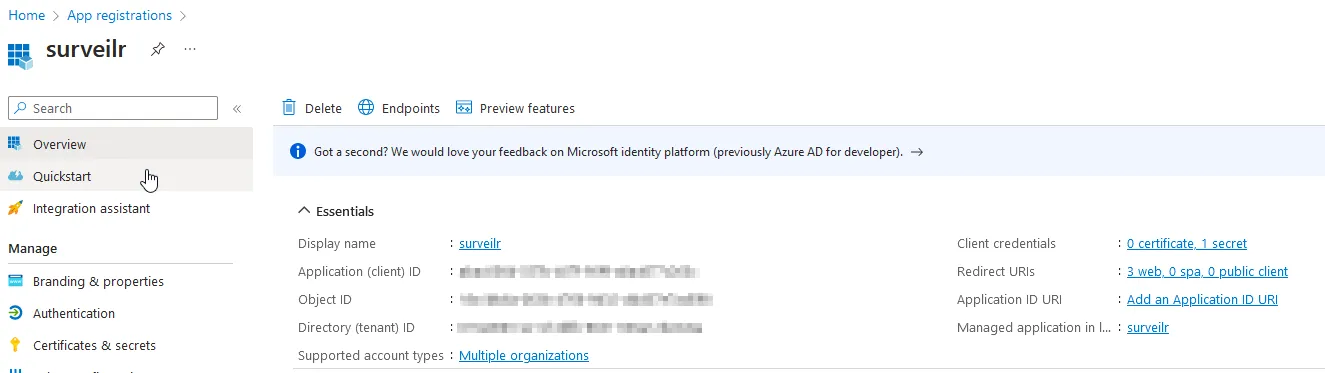 Home > App registrations >
surveilr
...
Search «
Delete Endpoints Preview features
Overview
Got a second? We would love your feedback on Microsoft identity platform (previously Azure AD for developer). →
Quickstart
Integration assistant
Manage
Branding & properties
Authentication
Certificates & secrets
Essentials
Display name : surveilr
Application (client) ID :
Object ID :
Directory (tenant) ID :
Supported account types : Multiple organizations
Client credentials : 0 certificate, 1 secret
Redirect URIs : 3 web, 0 spa, 0 public client
Application ID URI : Add an Application ID URI
Managed application in l... : surveilr